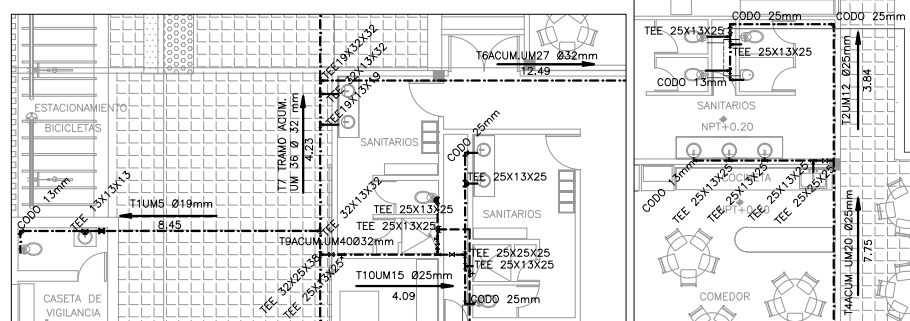 ESTACIONAMIENTO
BICICLETAS
CODO 13mm
TEE 13X13X13
T1UM5 Ø19mm
8.45
CASETA DE
VIGILANCIA
T7 TRAMO ACUM.
UM 36 Ø 32 mm
4.23
TEE19X32X32
TEE 32X13X32
TEE19X13X19
SANITARIOS
TEE 32X13X32
TEE 25X13X25
TEE 25X13X25
T9ACUM.UM40Ø32mm
TEE 32X25X38
TEE 25X13X25
T10UM15 Ø25mm
4.09
T6ACUM.UM27 Ø32mm
12.49
CODO 25mm
TEE 25X13X25
SANITARIOS
TEE 25X25X25
TEE 25X13X25
CODO 25mm
CODO 25mm
CODO 25mm
TEE 25X13X25
TEE 25X13X25
CODO 13mm
SANITARIOS
NPT+0.20
T2UM12 Ø25mm
3.84
CODO 13mm
TEE 25X13X25
TEE 25X13X25
TEE 25X13X25
TEE 25X25X25
T4ACUM UM20 Ø25mm
7.75
COMEDOR